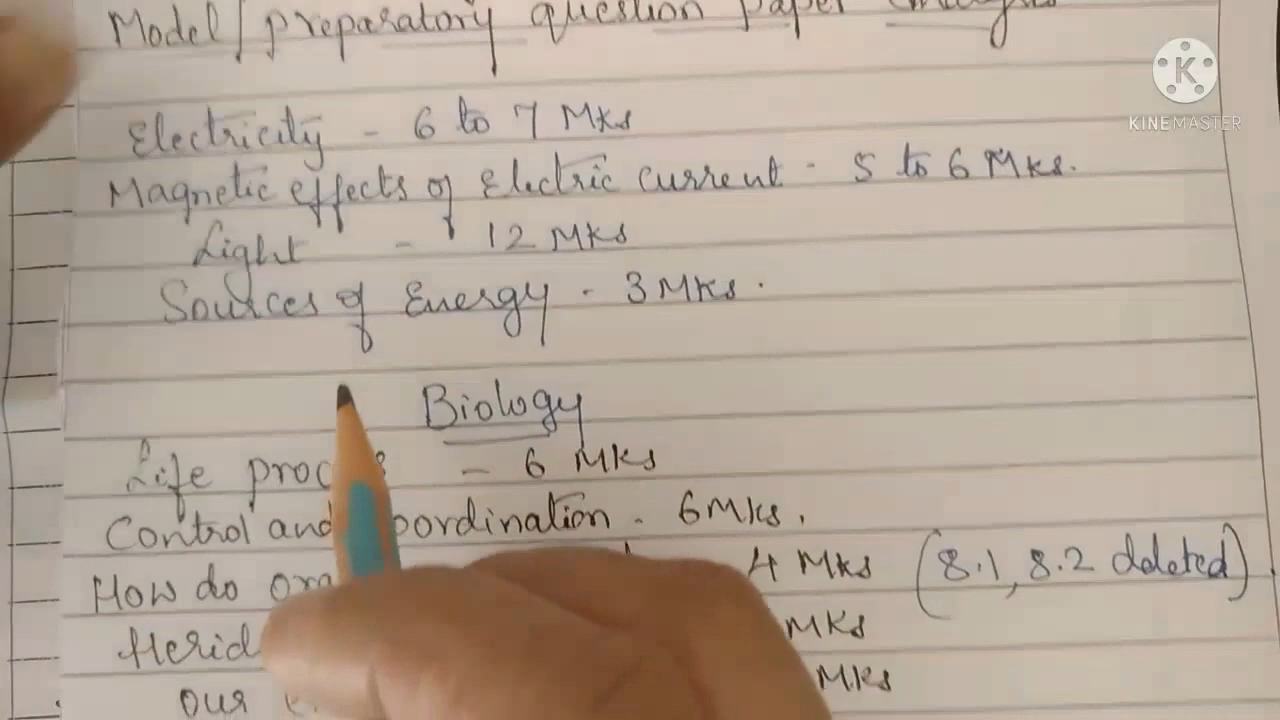 Model/preparatory question paper analysis
KINEMASTER
Electricity - 6 to 7 Mks
Magnetic effects of Electric current - 5 to 6 Mks.
Light - 12 Mks
Sources of Energy - 3 Mks.
Biology
Life - 6 Mks
Control and - 6 Mks.
How do 4 Mks (8.1, 8.2 deleted)
Mks
our Mks